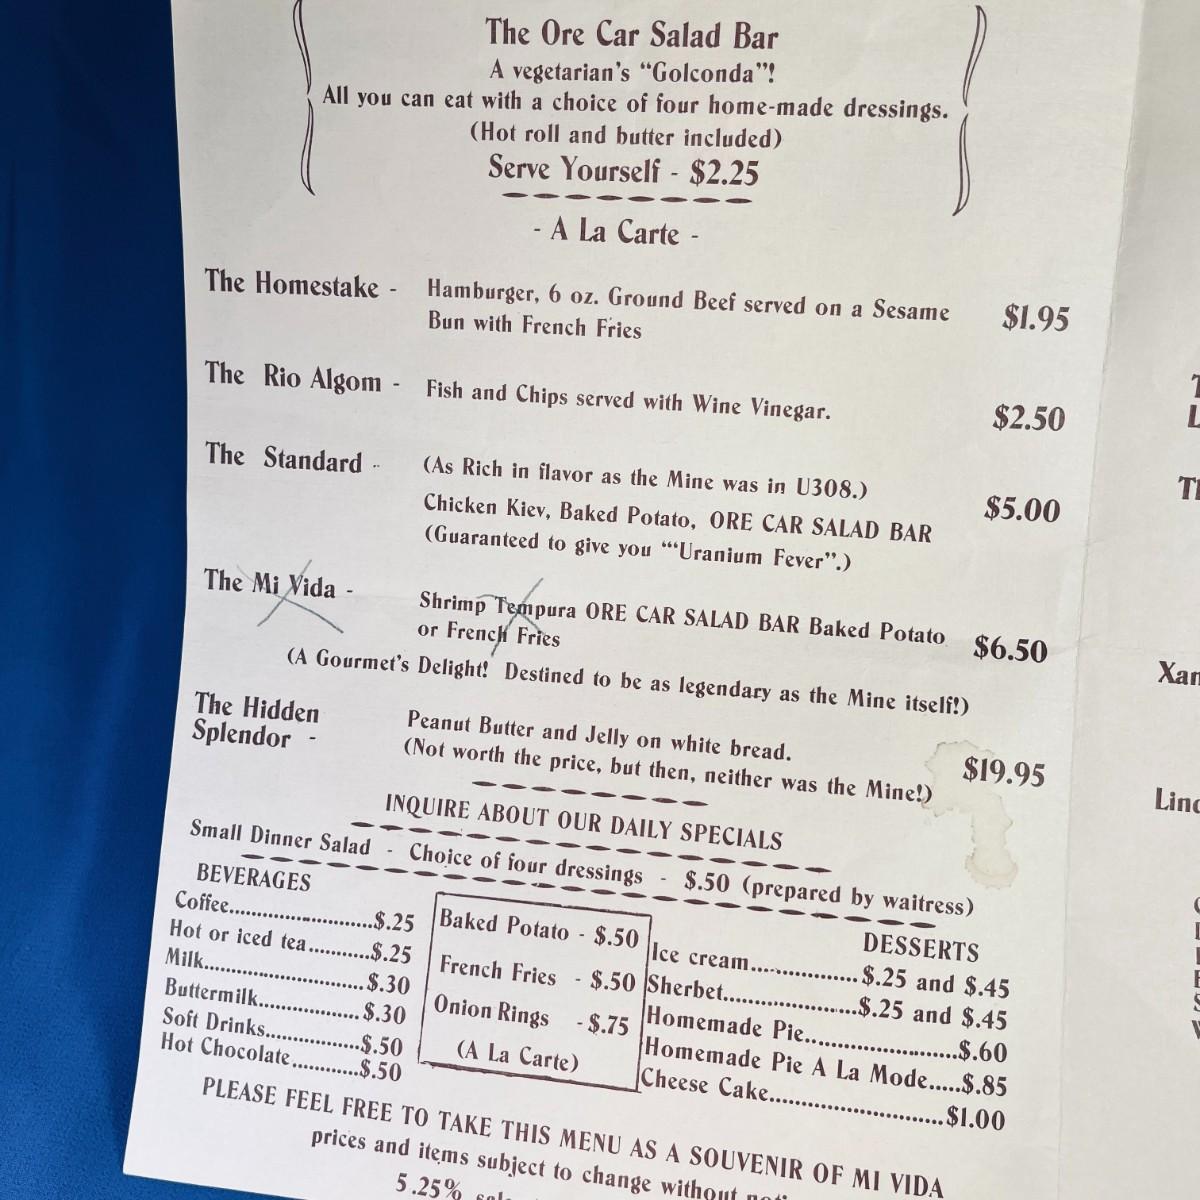 The Ore Car Salad Bar
A vegetarian's "Golconda"!
All you can eat with a choice of four home-made dressings.
(Hot roll and butter included)
Serve Yourself - $2.25
- A La Carte -
The Homestake - Hamburger, 6 oz. Ground Beef served on a Sesame $1.95
Bun with French Fries
The Rio Algom - Fish and Chips served with Wine Vinegar. $2.50
The Standard - (As Rich in flavor as the Mine was in U308.) $5.00
Chicken Kiev, Baked Potato, ORE CAR SALAD BAR
(Guaranteed to give you "'Uranium Fever".)
The Mi Vida - Shrimp Tempura ORE CAR SALAD BAR Baked Potato $6.50
or French Fries
(A Gourmet's Delight! Destined to be as legendary as the Mine itself!)
The Hidden
Splendor - Peanut Butter and Jelly on white bread. $19.95
(Not worth the price, but then, neither was the Mine!)
INQUIRE ABOUT OUR DAILY SPECIALS
Small Dinner Salad - Choice of four dressings - $.50 (prepared by waitress)
BEVERAGES
Coffee..........................$.25
Hot or iced tea...........$.25
Milk.............................$.30
Buttermilk..................$.30
Soft Drinks.................$.50
Hot Chocolate............$.50
Baked Potato - $.50
French Fries - $.50
Onion Rings - $.75
(A La Carte)
DESSERTS
Ice cream.................$.25 and $.45
Sherbet......................$.25 and $.45
Homemade Pie.........................$.60
Homemade Pie A La Mode.....$.85
Cheese Cake............................$1.00
PLEASE FEEL FREE TO TAKE THIS MENU AS A SOUVENIR OF MI VIDA
prices and items subject to change without
5.25%